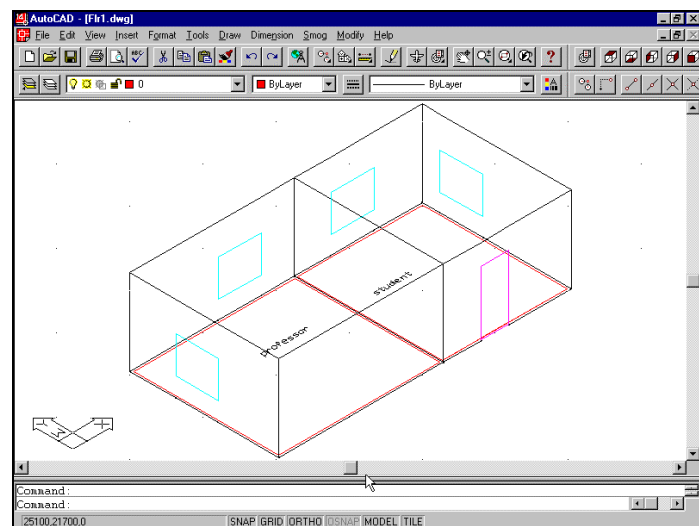 AutoCAD - [Flr1.dwg]
File Edit View Insert Format Tools Draw Dimension Smog Modify Help
ABC
0 ByLayer ByLayer
student
professor
Y W X
Command:
Command:
25100,21700.0 SNAP GRID ORTHO OSNAP MODEL TILE